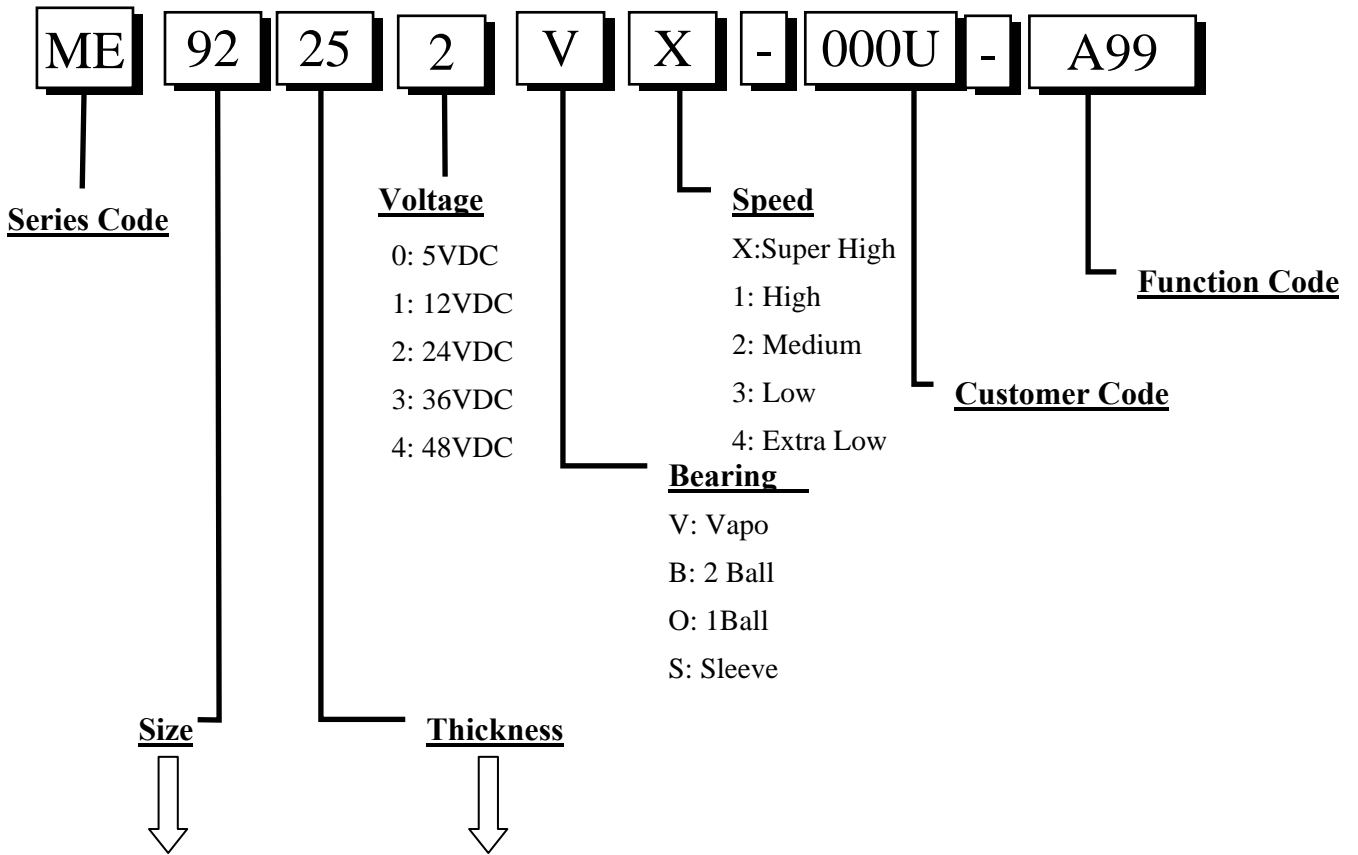 ME 92 25 2 V X - 000U - A99
Series Code
Voltage
0: 5VDC
1: 12VDC
2: 24VDC
3: 36VDC
4: 48VDC
Speed
X:Super High
1: High
2: Medium
3: Low
4: Extra Low
Function Code
Customer Code
Bearing
V: Vapo
B: 2 Ball
O: 1Ball
S: Sleeve
Size
Thickness